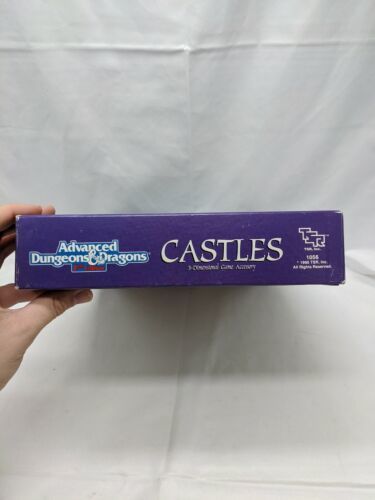 Advanced
Dungeons & Dragons
2nd Edition
CASTLES
3-Dimensional Game Accessory
TSR
TSR, Inc.
1056
© 1990 TSR, Inc.
All Rights Reserved.